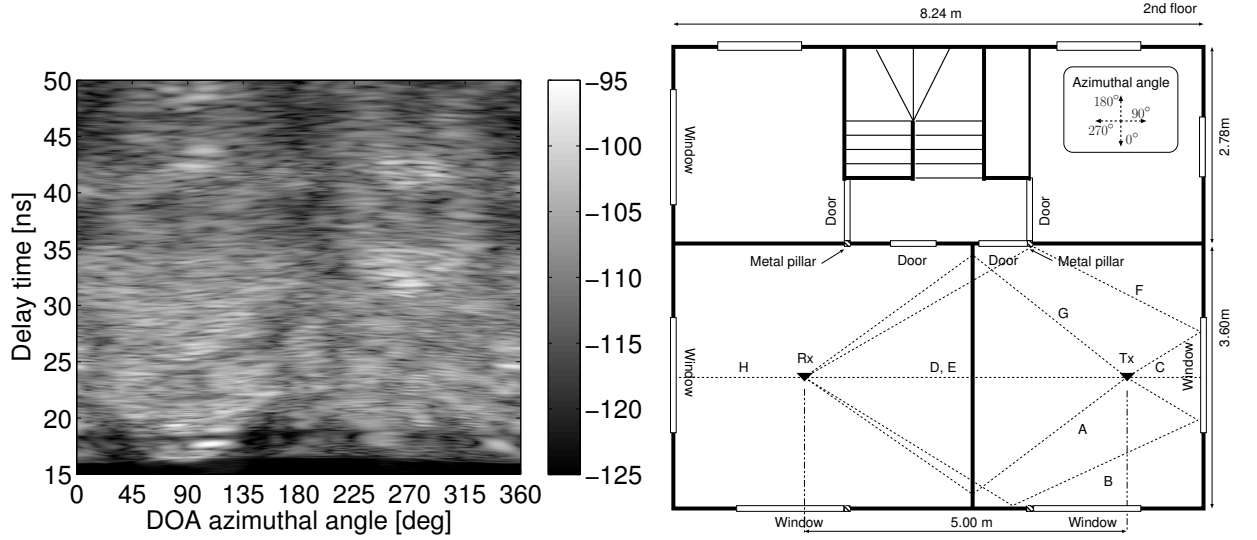 50
45
40
35
30
25
20
15
Delay time [ns]
0 45 90 135 180 225 270 315 360
DOA azimuthal angle [deg]
−95
−100
−105
−110
−115
−120
−125
2nd floor
8.24 m
Azimuthal angle
180°
90°
270°
0°
Window
2.78m
Door
Door
Metal pillar
Door
Door
Metal pillar
F
G
3.60m
Window
Rx
Tx
Window
H
D, E
C
A
B
Window
5.00 m
Window